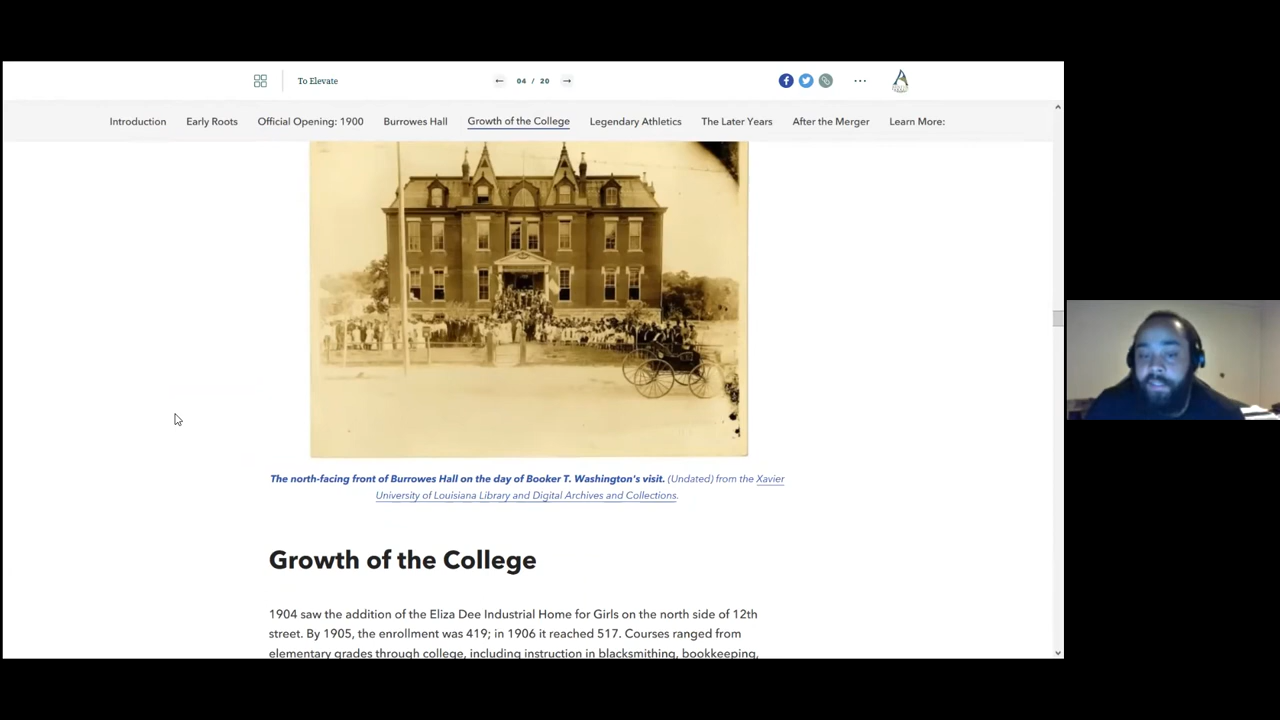 To Elevate
04 / 20
Introduction
Early Roots
Official Opening: 1900
Burrowes Hall
Growth of the College
Legendary Athletics
The Later Years
After the Merger
Learn More:
The north-facing front of Burrowes Hall on the day of Booker T. Washington's visit. (Undated) from the Xavier
University of Louisiana Library and Digital Archives and Collections.
Growth of the College
1904 saw the addition of the Eliza Dee Industrial Home for Girls on the north side of 12th
street. By 1905, the enrollment was 419; in 1906 it reached 517. Courses ranged from
elementary grades through college, including instruction in blacksmithing, bookkeeping,